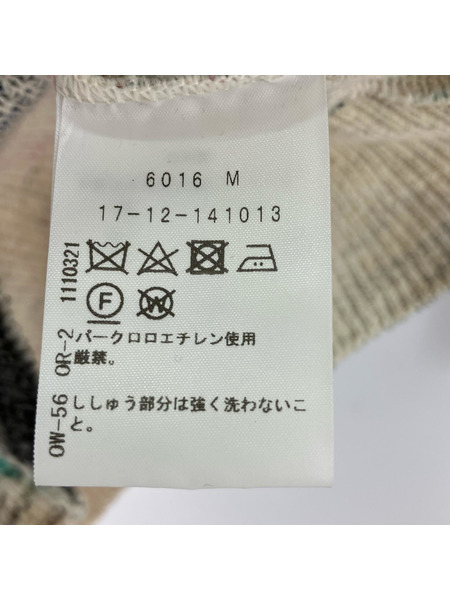 6016 M
17-12-141013
F
W
パークロロエチレン使用
厳禁。
ししゅう部分は強く洗わないこ
と。
1110321
OR-2
OW-56